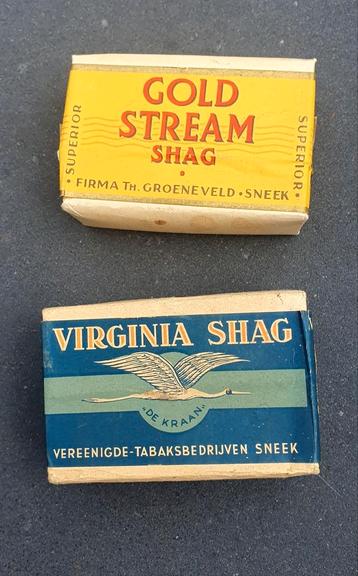 GOLD
STREAM
SHAG
• SUPERIOR •
• SUPERIOR •
• FIRMA TH. GROENEVELD • SNEEK •
VIRGINIA SHAG
„DE KRAAN„
VEREENIGDE-TABAKSBEDRIJVEN SNEEK